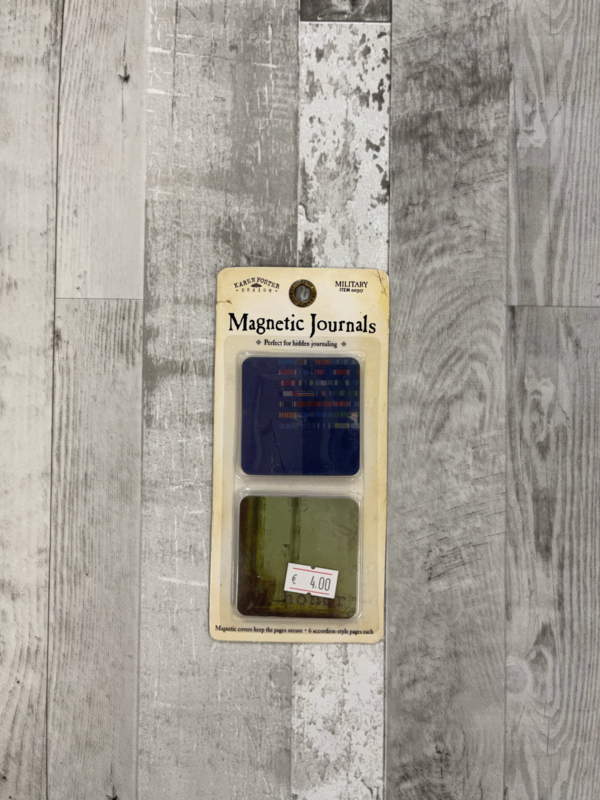 KAREN FOSTER
• DESIGN •
MILITARY
Magnetic Journals
Perfect for hidden journaling
€ 4.00
honor
Magnetic covers keep the pages secure • 6 accordion-style pages each